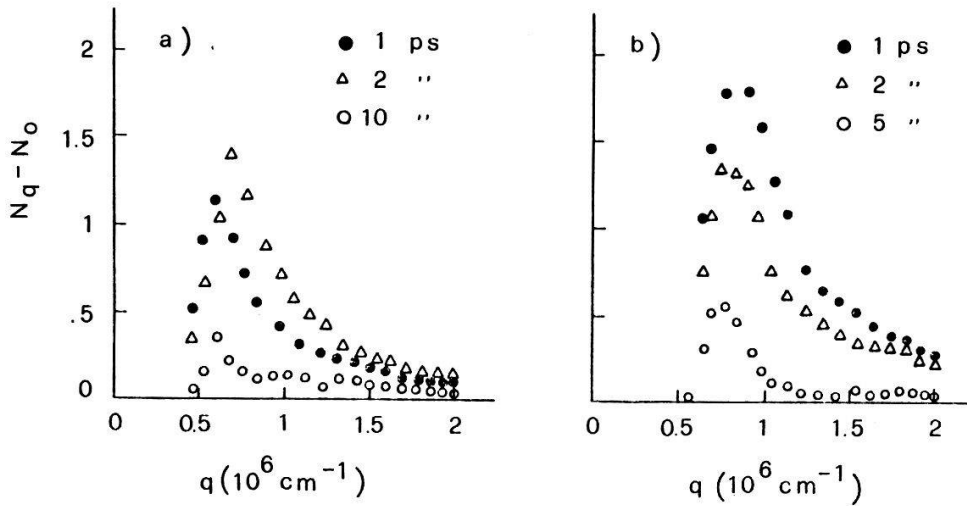 a)
● 1 ps
△ 2 "
○ 10 "
2
1.5
1
.5
0
N_q – N_o
0 0.5 1 1.5 2
q (10^6 cm^-1)
b)
● 1 ps
△ 2 "
○ 5 "
0 0.5 1 1.5 2
q (10^6 cm^-1)